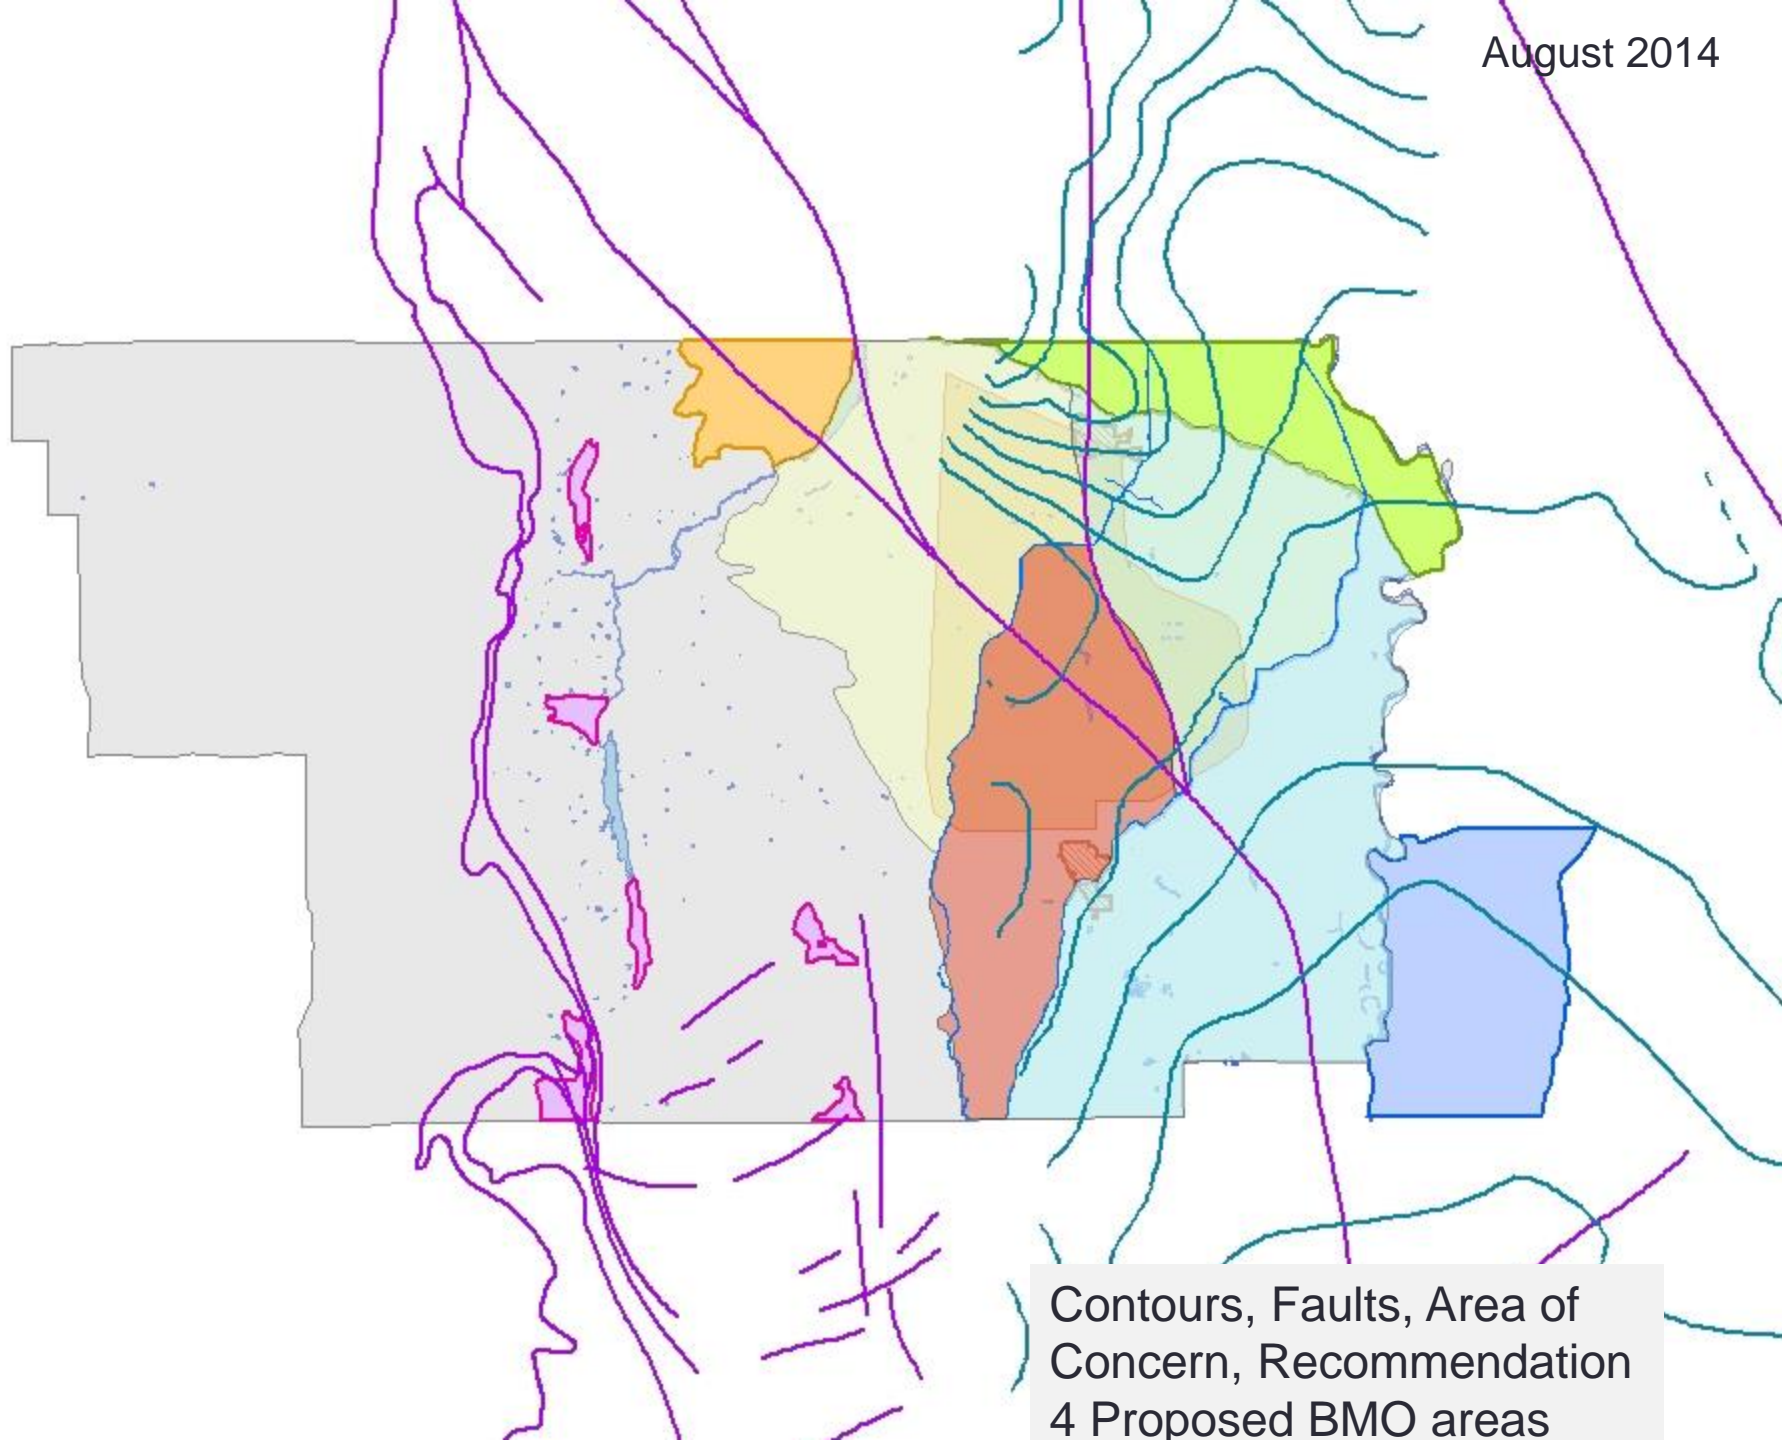 August 2014
Contours, Faults, Area of
Concern, Recommendation
4 Proposed BMO areas